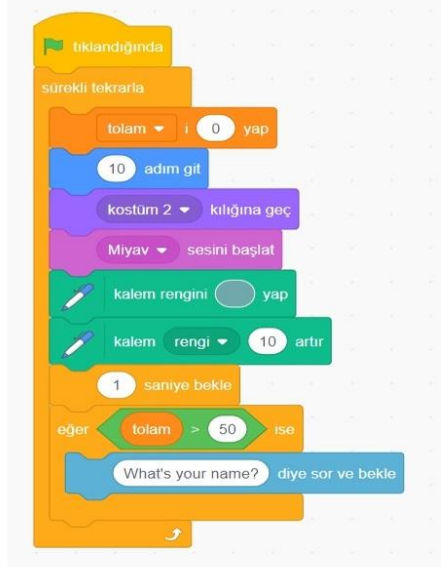 tıklandığında
sürekli tekrarla
tolam i 0 yap
10 adım git
kostüm 2 kılığına geç
Miyav sesini başlat
kalem rengini yap
kalem rengi 10 artır
1 saniye bekle
eğer tolam > 50 ise
What's your name? diye sor ve bekle